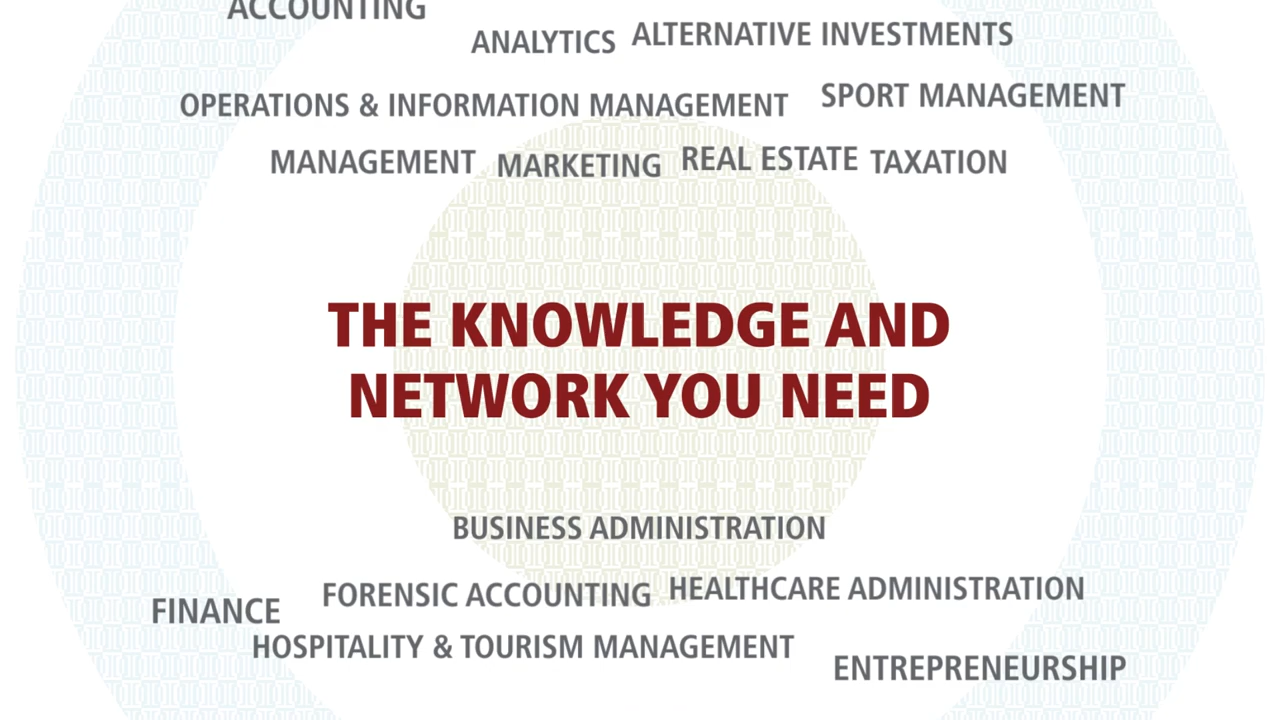 ACCOUNTING
ANALYTICS ALTERNATIVE INVESTMENTS
OPERATIONS & INFORMATION MANAGEMENT SPORT MANAGEMENT
MANAGEMENT MARKETING REAL ESTATE TAXATION
THE KNOWLEDGE AND
NETWORK YOU NEED
BUSINESS ADMINISTRATION
FINANCE FORENSIC ACCOUNTING HEALTHCARE ADMINISTRATION
HOSPITALITY & TOURISM MANAGEMENT ENTREPRENEURSHIP